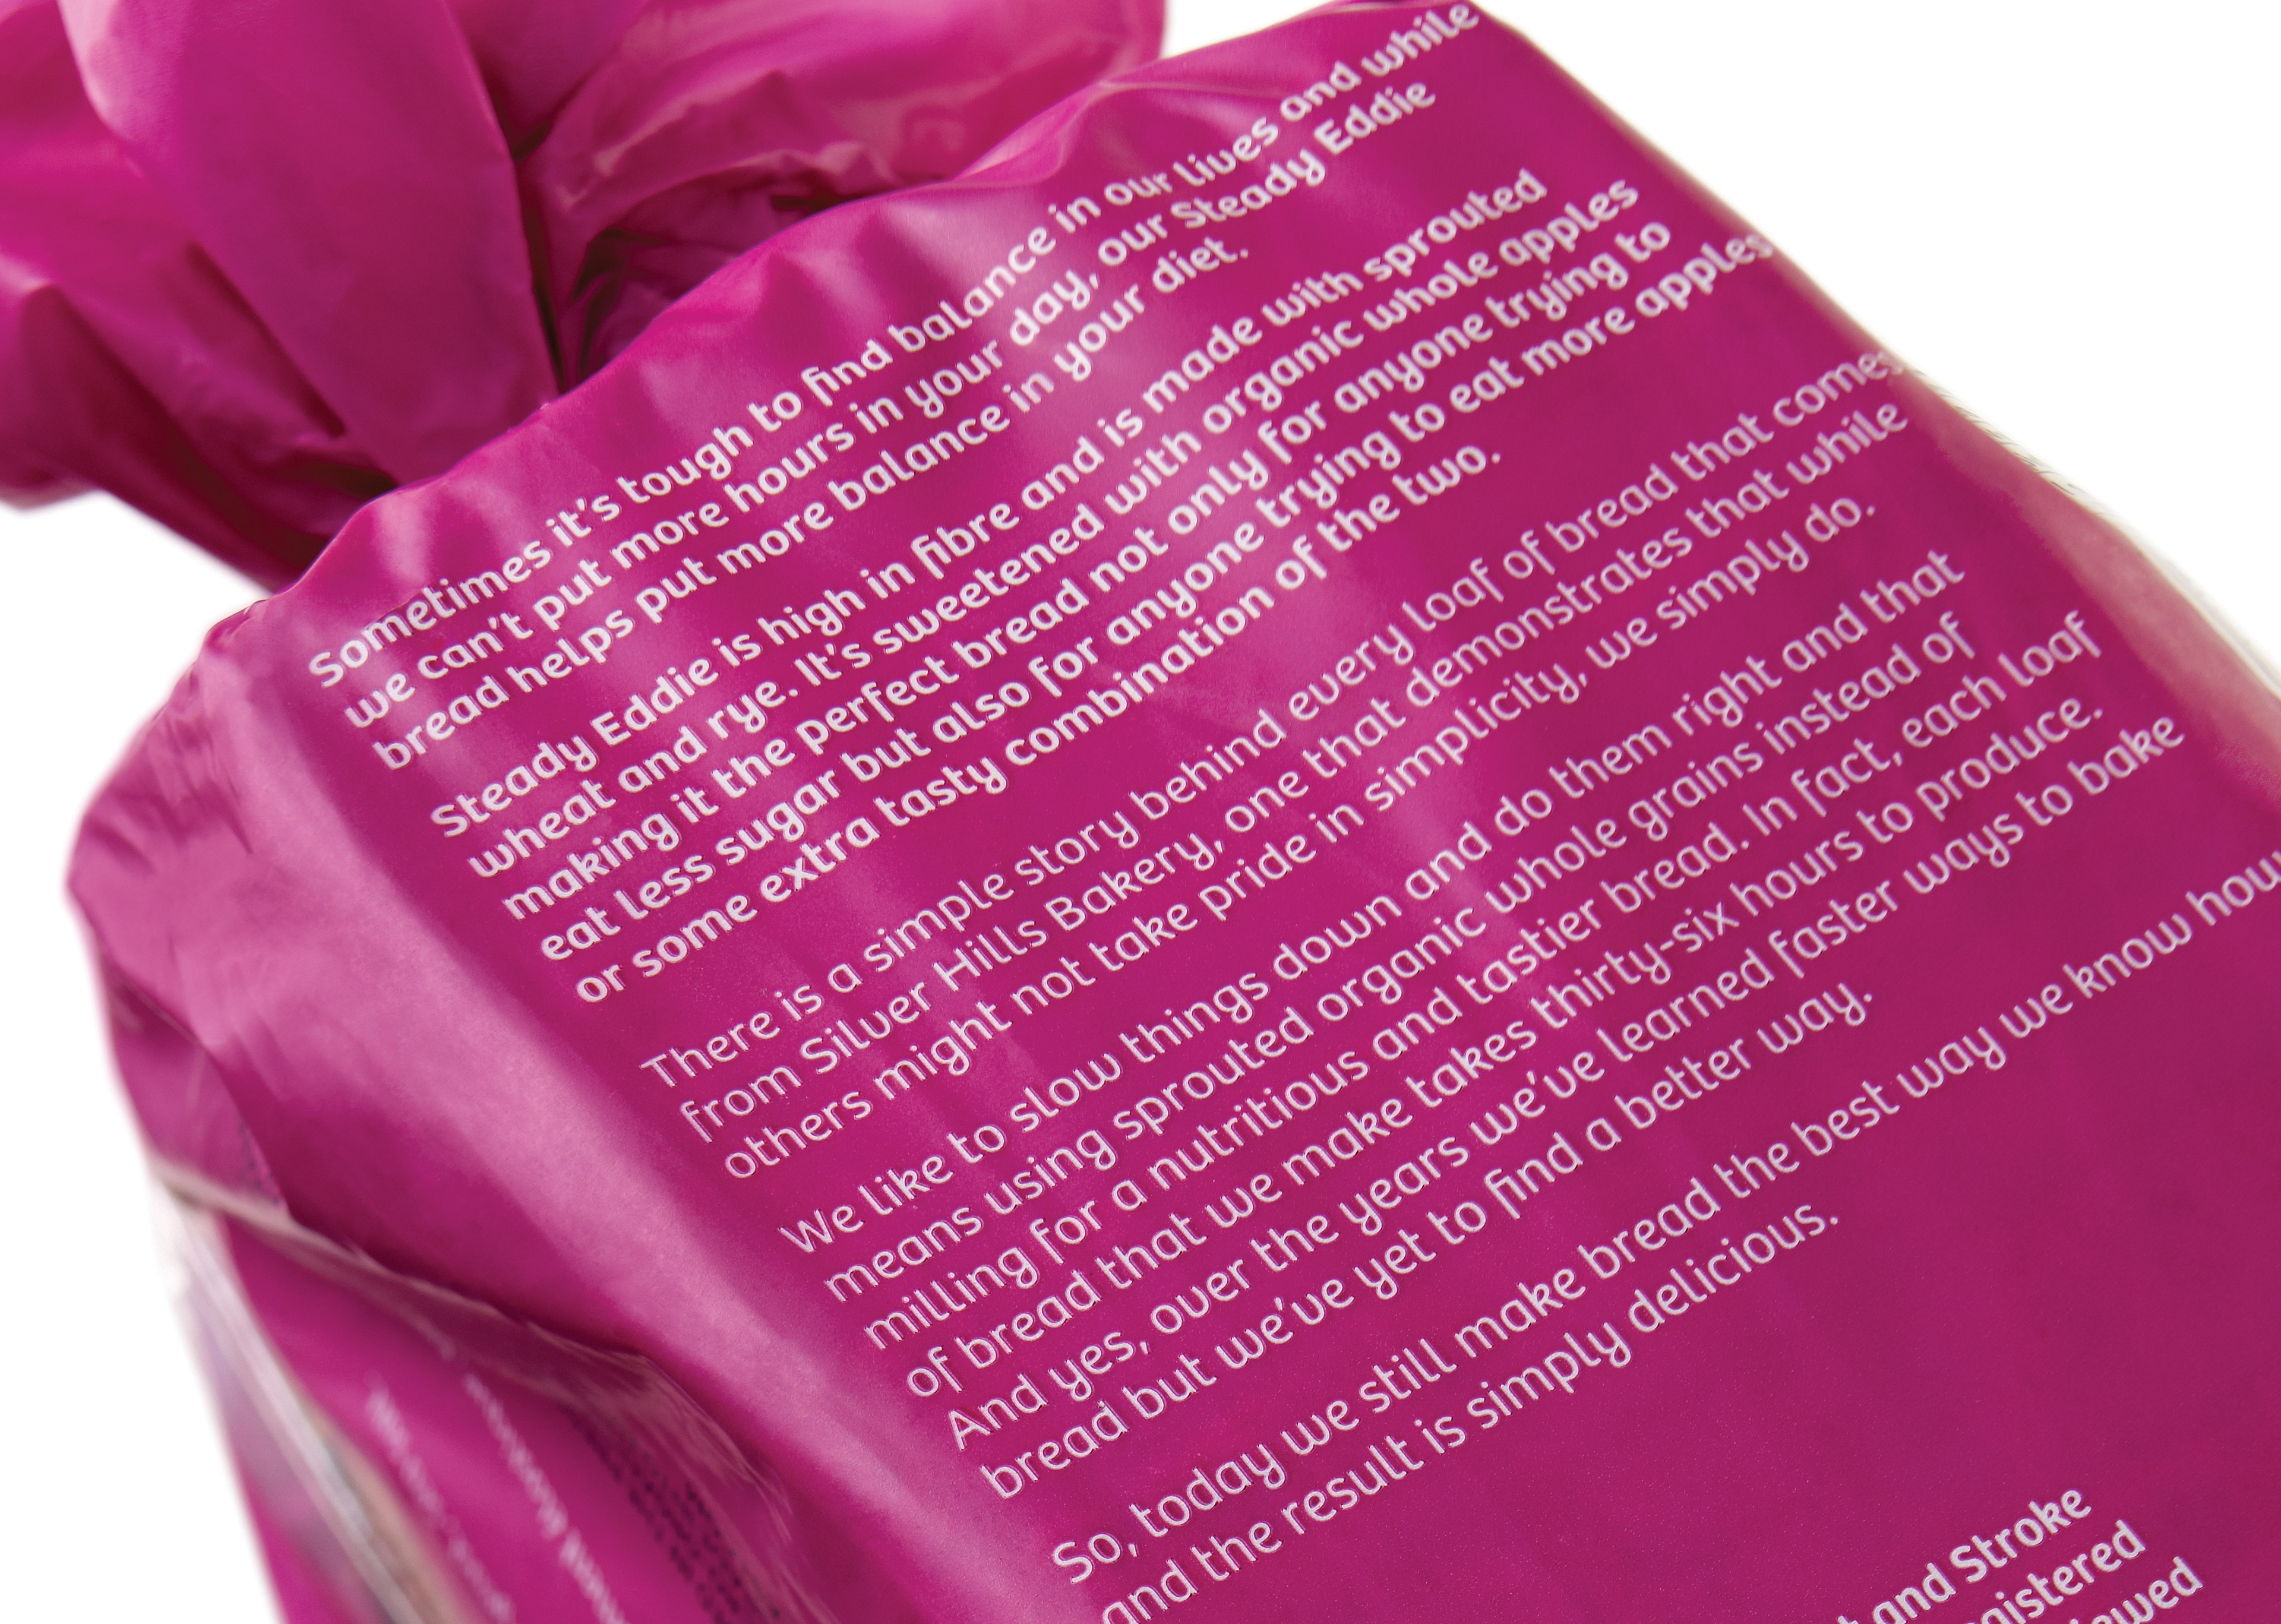 Sometimes it's tough to find balance in our lives and while
we can't put more hours in your day, our Steady Eddie
bread helps put more balance in your diet.
Steady Eddie is high in fibre and is made with sprouted
wheat and rye. It's sweetened with organic whole apples
making it the perfect bread not only for anyone trying to
eat less sugar but also for anyone trying to eat more apples
or some extra tasty combination of the two.
There is a simple story behind every loaf of bread that comes
from Silver Hills Bakery, one that demonstrates that while
others might not take pride in simplicity, we simply do.
We like to slow things down and do them right and that
means using sprouted organic whole grains instead of
milling for a nutritious and tastier bread. In fact, each loaf
of bread that we make takes thirty-six hours to produce.
And yes, over the years we've learned faster ways to bake
bread but we've yet to find a better way.
So, today we still make bread the best way we know how
and the result is simply delicious.
and Stroke